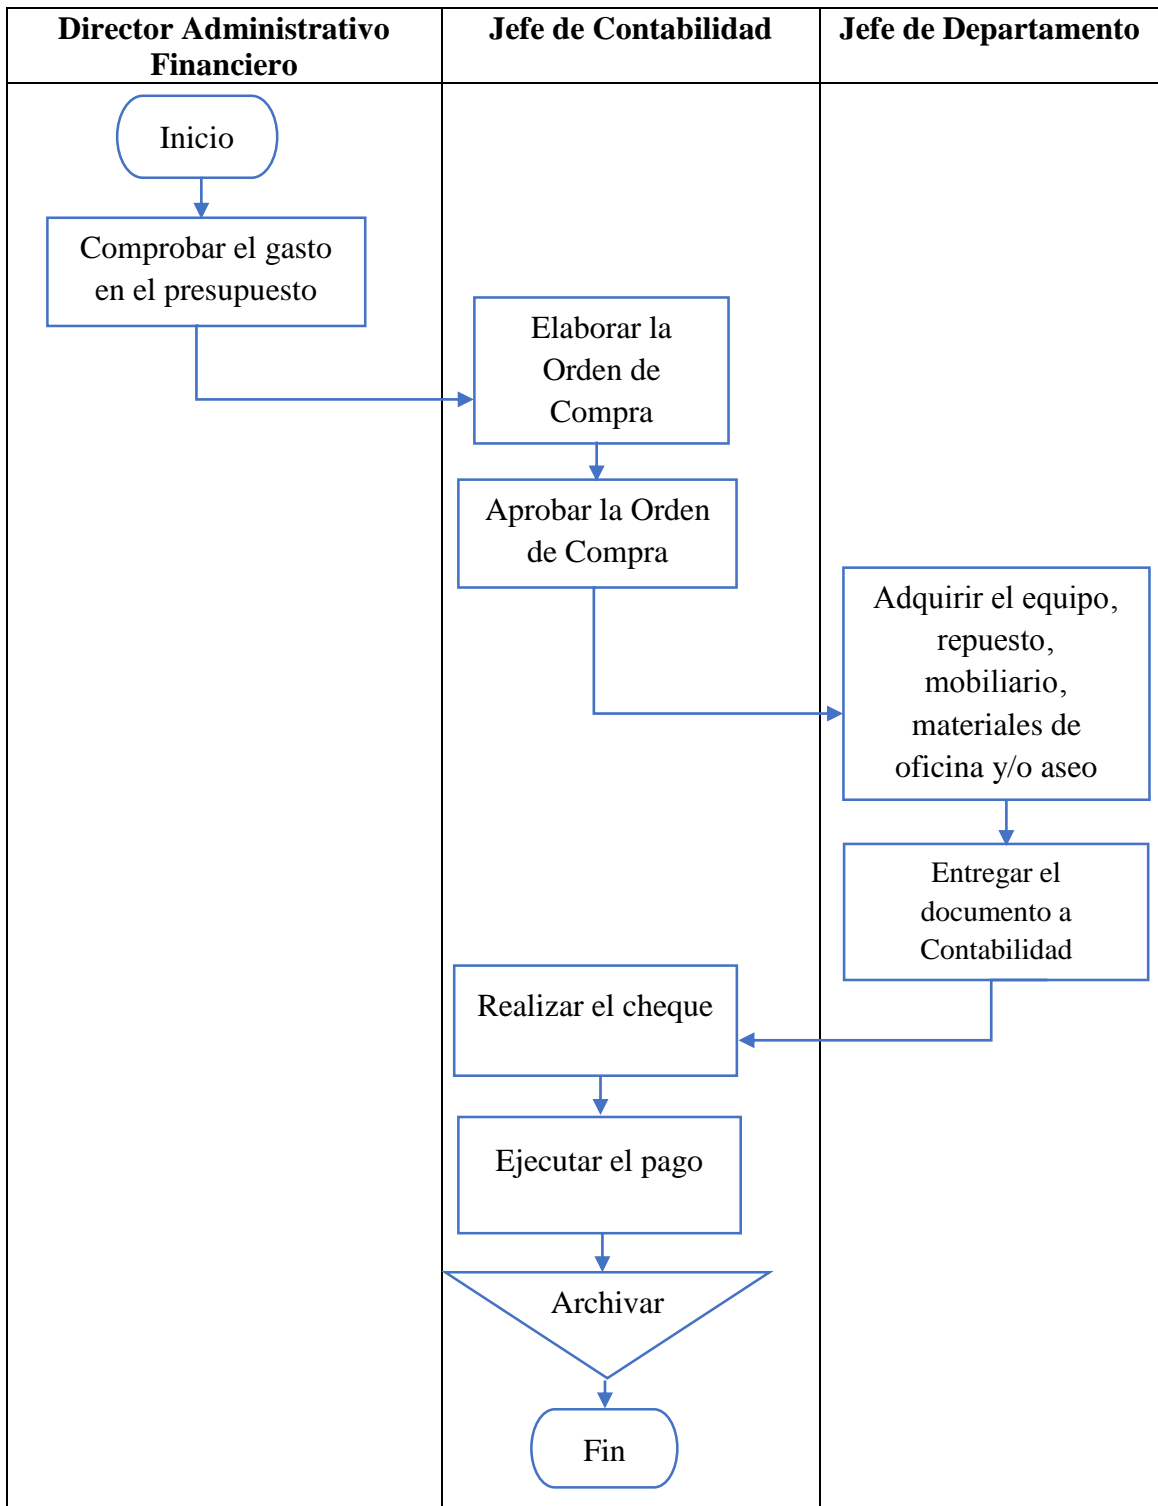 Director Administrativo
Financiero
Jefe de Contabilidad
Jefe de Departamento
Inicio
Comprobar el gasto
en el presupuesto
Elaborar la
Orden de
Compra
Aprobar la Orden
de Compra
Adquirir el equipo,
repuesto,
mobiliario,
materiales de
oficina y/o aseo
Entregar el
documento a
Contabilidad
Realizar el cheque
Ejecutar el pago
Archivar
Fin